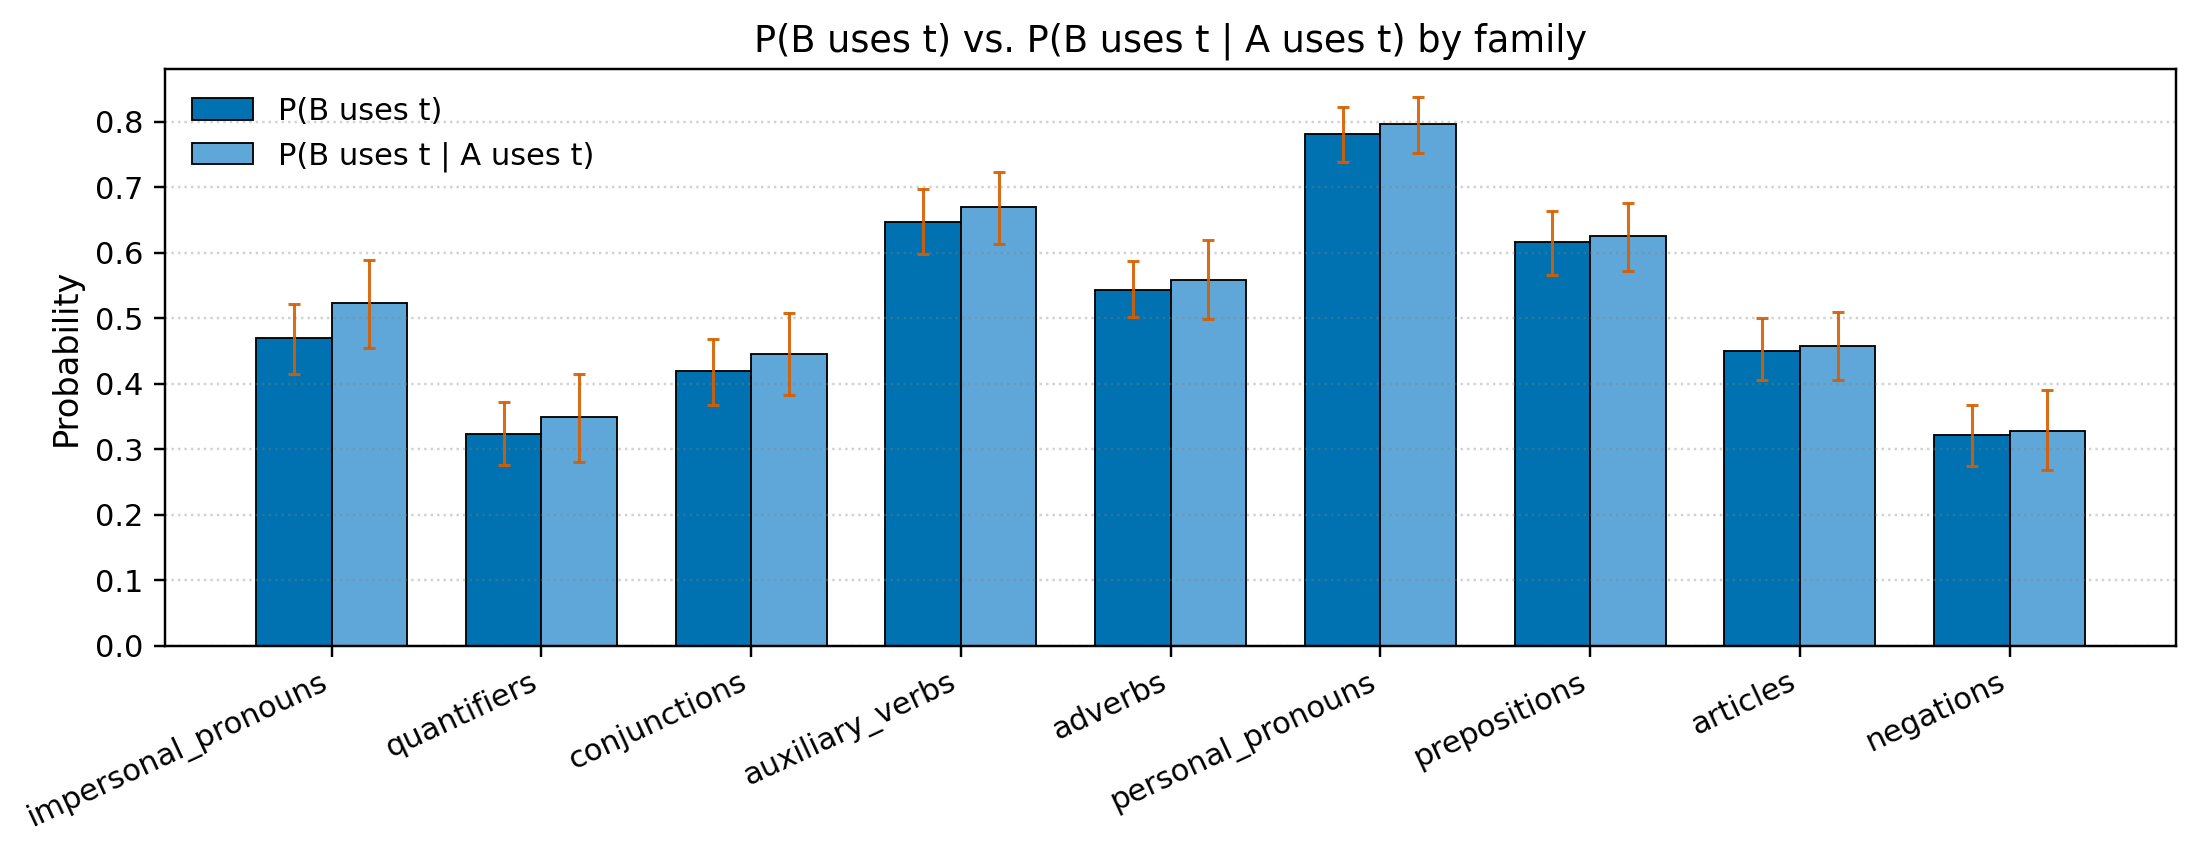 P(B uses t) vs. P(B uses t | A uses t) by family
P(B uses t)
P(B uses t | A uses t)
Probability
0.8
0.7
0.6
0.5
0.4
0.3
0.2
0.1
0.0
impersonal_pronouns
quantifiers
conjunctions
auxiliary_verbs
adverbs
personal_pronouns
prepositions
articles
negations